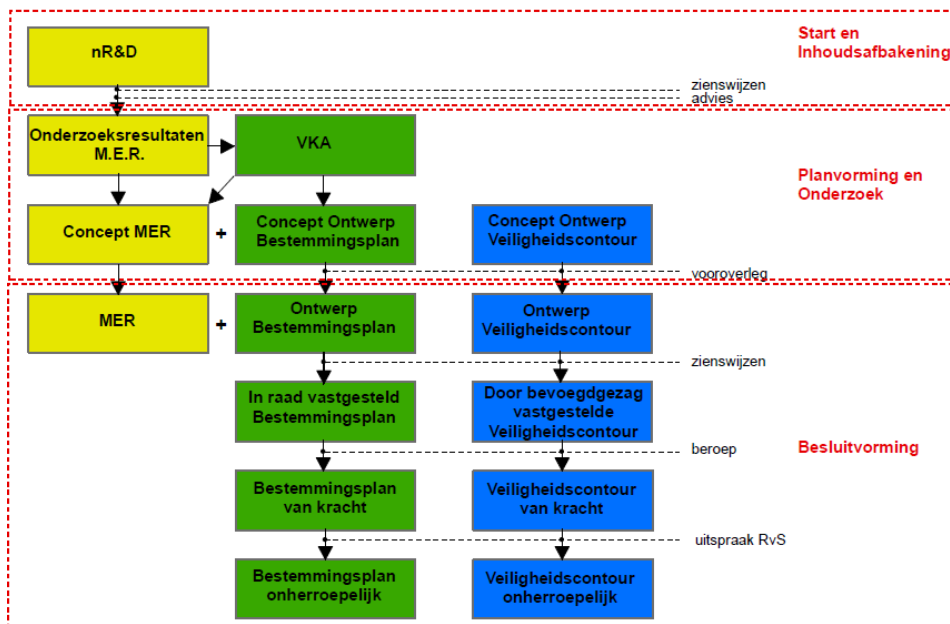 nR&D
Start en
Inhoudsafbakening
zienswijzen
advies
Onderzoeksresultaten
M.E.R.
VKA
Planvorming en
Onderzoek
Concept MER
+
Concept Ontwerp
Bestemmingsplan
Concept Ontwerp
Veiligheidscontour
vooroverleg
MER
+
Ontwerp
Bestemmingsplan
Ontwerp
Veiligheidscontour
zienswijzen
In raad vastgesteld
Bestemmingsplan
Door bevoegdgezag
vastgestelde
Veiligheidscontour
beroep
Besluitvorming
Bestemmingsplan
van kracht
Veiligheidscontour
van kracht
uitspraak RvS
Bestemmingsplan
onherroepelijk
Veiligheidscontour
onherroepelijk